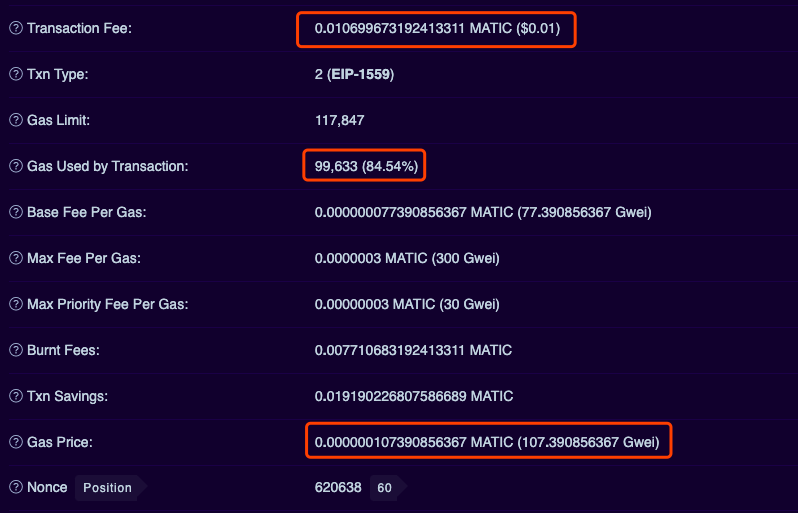 Transaction Fee: 0.010699673192413311 MATIC ($0.01)
Txn Type: 2 (EIP-1559)
Gas Limit: 117,847
Gas Used by Transaction: 99,633 (84.54%)
Base Fee Per Gas: 0.000000077390856367 MATIC (77.390856367 Gwei)
Max Fee Per Gas: 0.0000003 MATIC (300 Gwei)
Max Priority Fee Per Gas: 0.00000003 MATIC (30 Gwei)
Burnt Fees: 0.007710683192413311 MATIC
Txn Savings: 0.019190226807586689 MATIC
Gas Price: 0.000000107390856367 MATIC (107.390856367 Gwei)
Nonce Position 620638 60